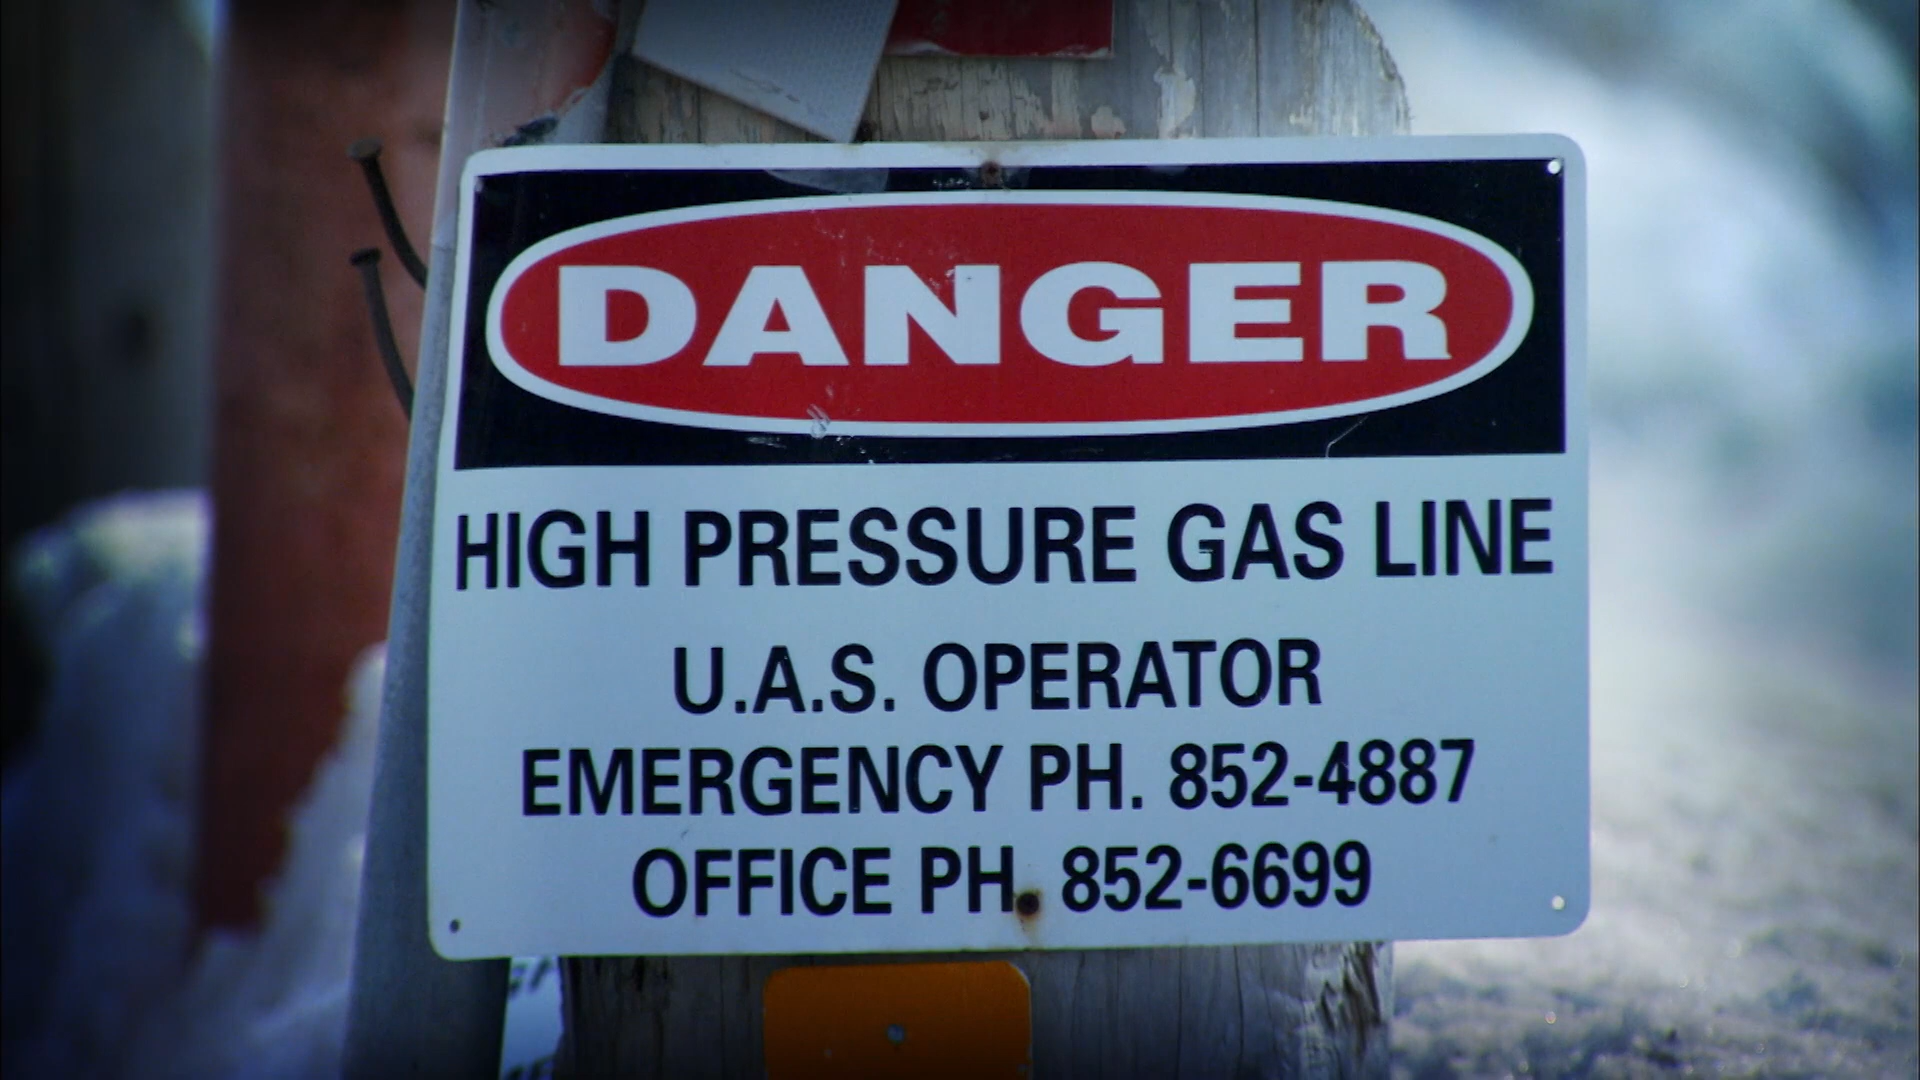 DANGER
HIGH PRESSURE GAS LINE
U.A.S. OPERATOR
EMERGENCY PH. 852-4887
OFFICE PH. 852-6699